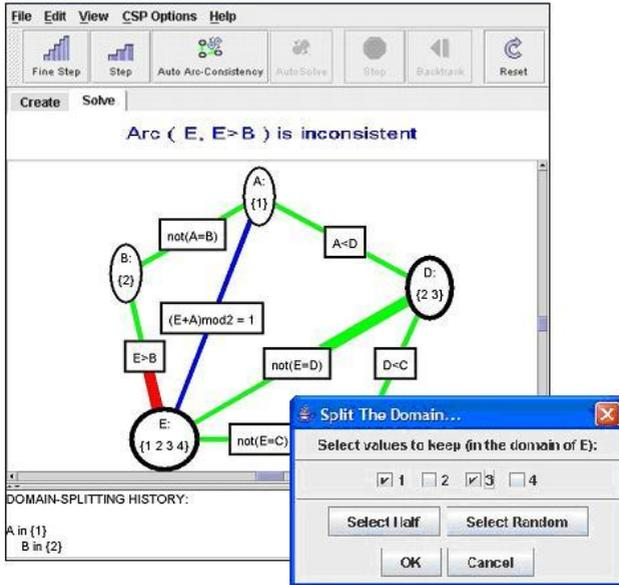 File Edit View CSP Options Help
Fine Step Step Auto Arc-Consistency AutoSolve Stop Backtrack Reset
Create Solve
Arc ( E, E>B ) is inconsistent
A:
{1}
not(A=B)
A<D
B:
{2}
D:
{2 3}
(E+A)mod2 = 1
E>B
not(E=D)
D<C
E:
{1 2 3 4}
not(E=C)
Split The Domain...
Select values to keep (in the domain of E):
1 2 3 4
Select Half Select Random
OK Cancel
DOMAIN-SPLITTING HISTORY:
A in {1}
B in {2}